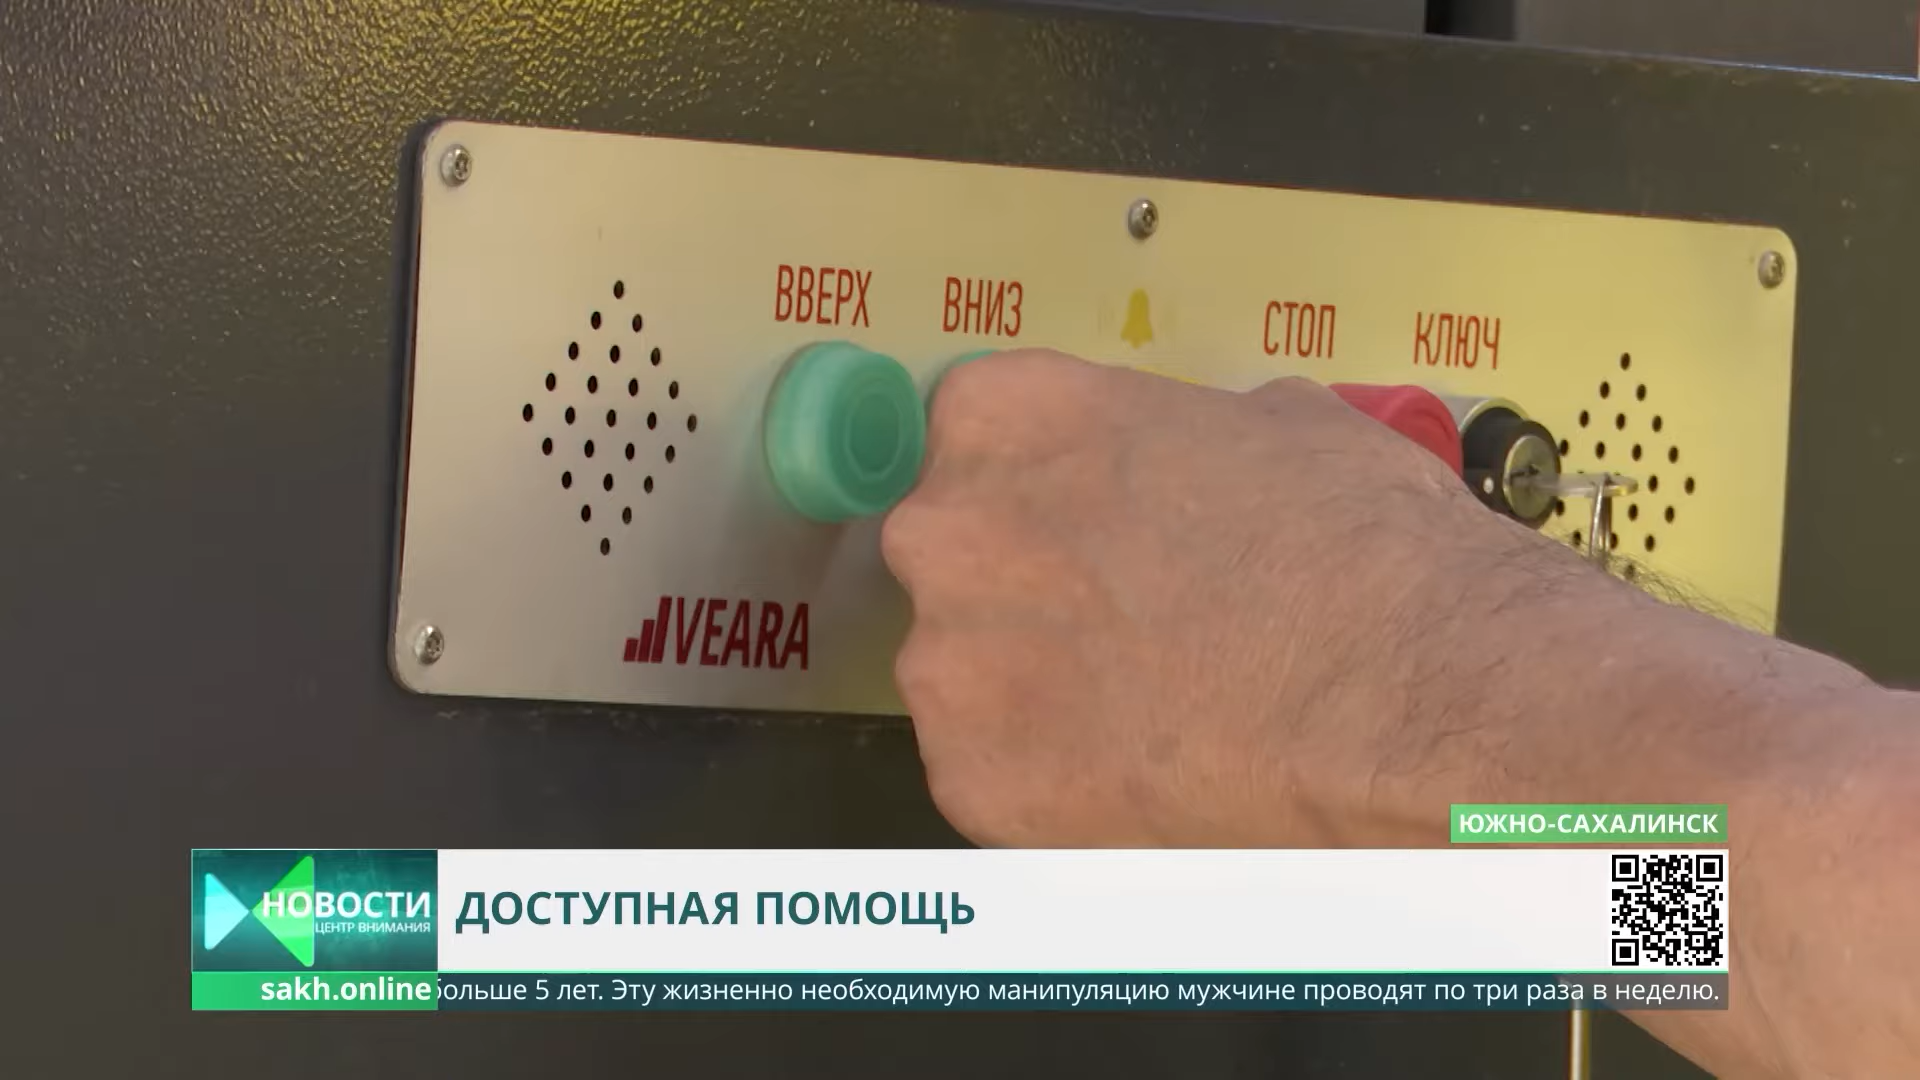 ВВЕРХ ВНИЗ СТОП КЛЮЧ
VEARA
ЮЖНО-САХАЛИНСК
НОВОСТИ
ЦЕНТР ВНИМАНИЯ
ДОСТУПНАЯ ПОМОЩЬ
sakh.online
больше 5 лет. Эту жизненно необходимую манипуляцию мужчине проводят по три раза в неделю.